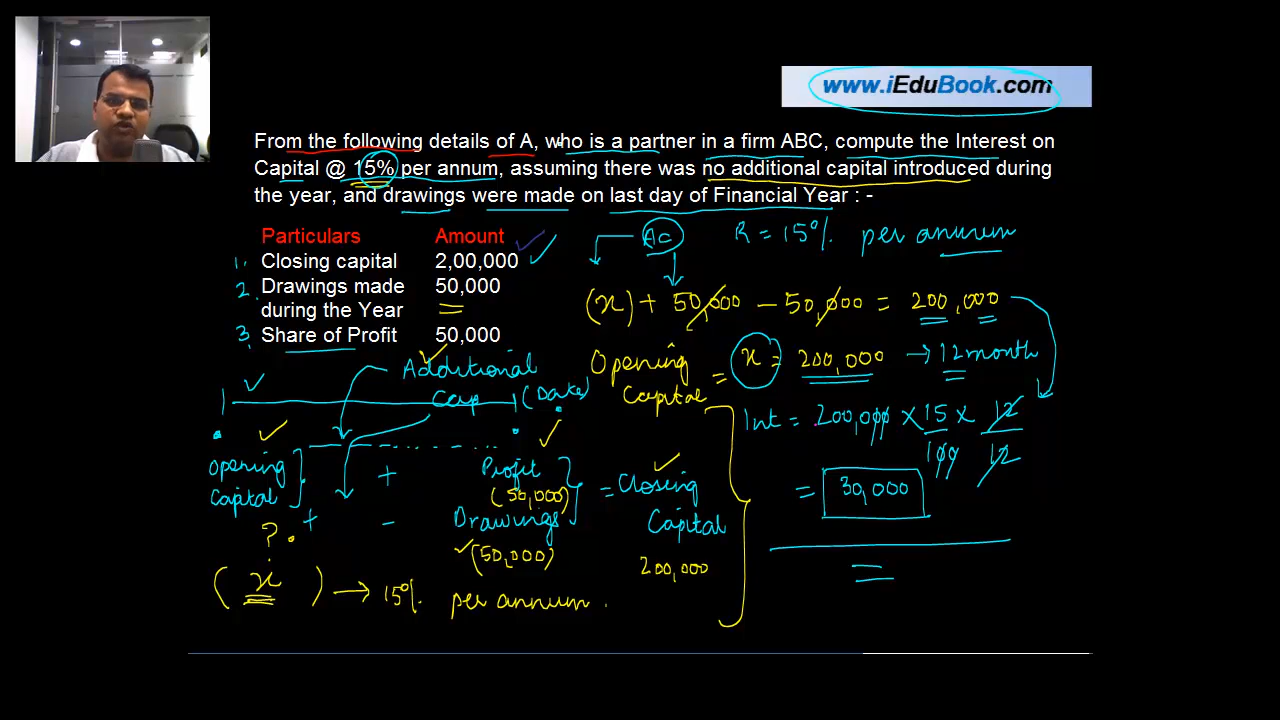 www.iEduBook.com
From the following details of A, who is a partner in a firm ABC, compute the Interest on
Capital @ 15% per annum, assuming there was no additional capital introduced during
the year, and drawings were made on last day of Financial Year : -
Particulars Amount
1. Closing capital 2,00,000
2. Drawings made 50,000
during the Year
3. Share of Profit 50,000
Ac R = 15% per annum
(x) + 50,000 - 50,000 = 200,000
Opening Capital = x = 200,000 → 12 month
Additional Cap (Date)
Int = 200,000 × 15/100 × 12/12
= 30,000
Opening Capital + Profit (50,000) = Closing Capital
+ - Drawings (50,000) 200,000
?
(x) → 15% per annum.